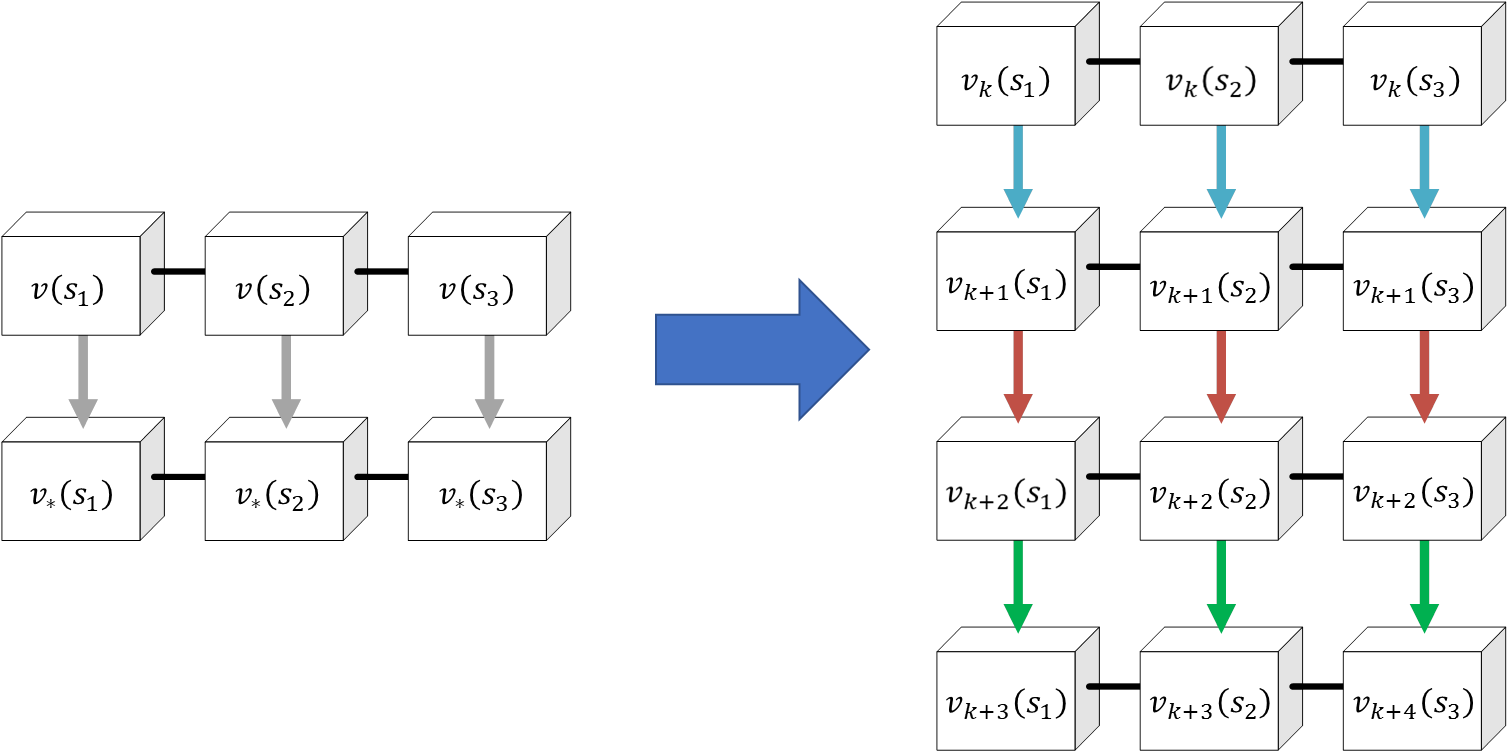 v(s₁) v(s₂) v(s₃)
v*(s₁) v*(s₂) v*(s₃)
vₖ(s₁) vₖ(s₂) vₖ(s₃)
vₖ₊₁(s₁) vₖ₊₁(s₂) vₖ₊₁(s₃)
vₖ₊₂(s₁) vₖ₊₂(s₂) vₖ₊₂(s₃)
vₖ₊₃(s₁) vₖ₊₃(s₂) vₖ₊₄(s₃)